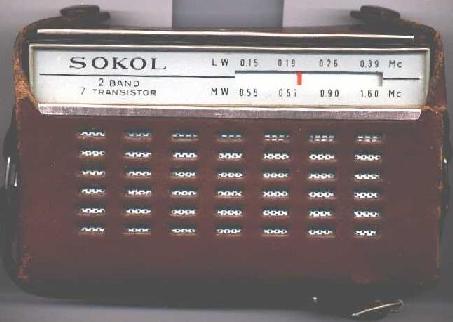 SOKOL
2 BAND
7 TRANSISTOR
LW 0.15 0.19 0.26 0.39 Mc
MW 0.55 0.61 0.90 1.60 Mc